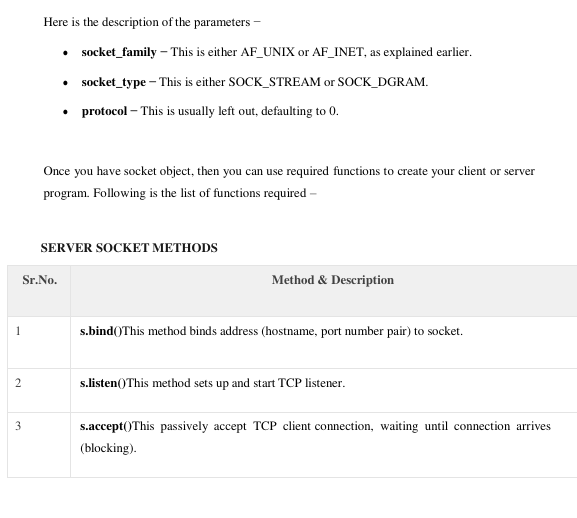 Here is the description of the parameters −
• socket_family − This is either AF_UNIX or AF_INET, as explained earlier.
• socket_type − This is either SOCK_STREAM or SOCK_DGRAM.
• protocol − This is usually left out, defaulting to 0.
Once you have socket object, then you can use required functions to create your client or server
program. Following is the list of functions required −
SERVER SOCKET METHODS
Sr.No. Method & Description
1 s.bind()This method binds address (hostname, port number pair) to socket.
2 s.listen()This method sets up and start TCP listener.
3 s.accept()This passively accept TCP client connection, waiting until connection arrives
(blocking).